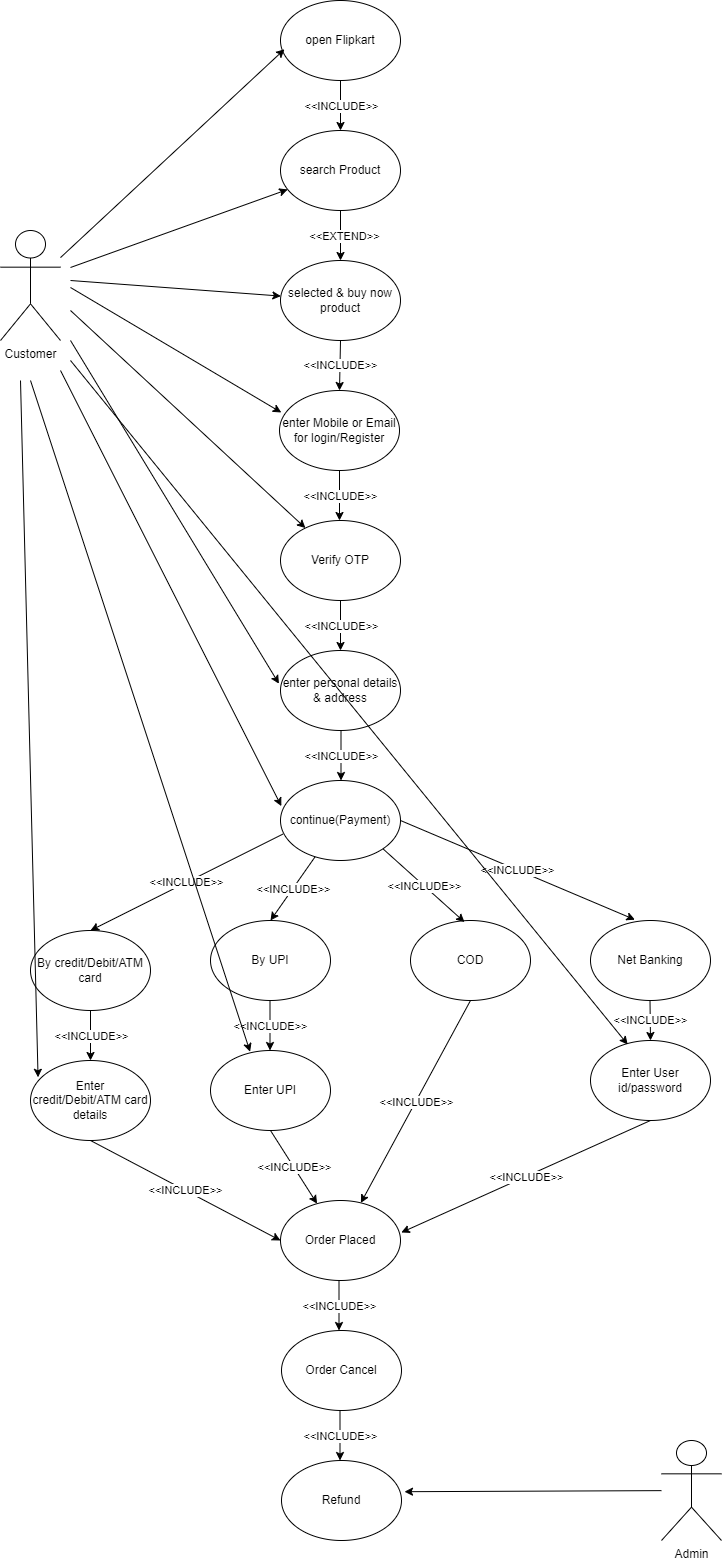 open Flipkart
<<INCLUDE>>
search Product
<<EXTEND>>
selected & buy now
product
<<INCLUDE>>
Customer
enter Mobile or Email
for login/Register
<<INCLUDE>>
Verify OTP
<<INCLUDE>>
enter personal details
& address
<<INCLUDE>>
continue(Payment)
<<INCLUDE>>
<<INCLUDE>>
<<INCLUDE>>
<<INCLUDE>>
By credit/Debit/ATM
card
By UPI
COD
Net Banking
<<INCLUDE>>
<<INCLUDE>>
<<INCLUDE>>
Enter
credit/Debit/ATM card
details
Enter UPI
<<INCLUDE>>
Enter User
id/password
<<INCLUDE>>
<<INCLUDE>>
<<INCLUDE>>
Order Placed
<<INCLUDE>>
Order Cancel
<<INCLUDE>>
Refund
Admin